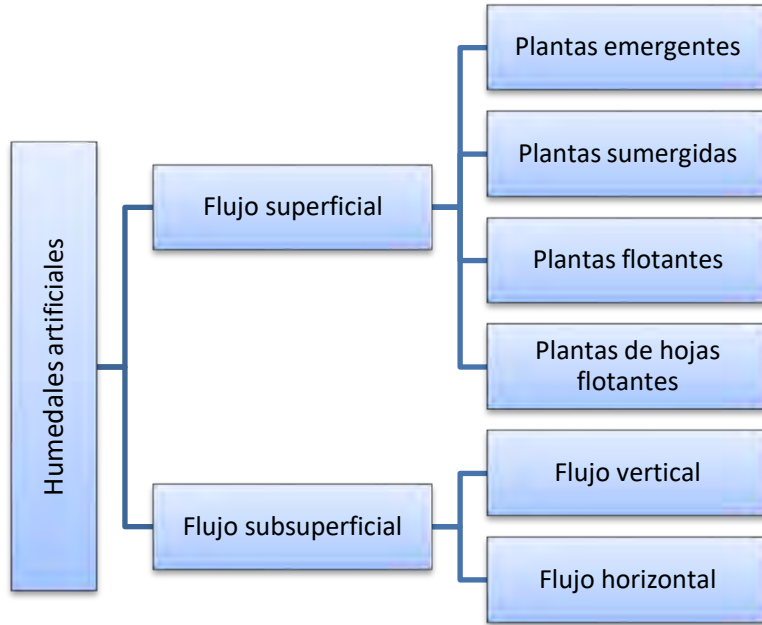 Humedales artificiales
Flujo superficial
Plantas emergentes
Plantas sumergidas
Plantas flotantes
Plantas de hojas
flotantes
Flujo subsuperficial
Flujo vertical
Flujo horizontal